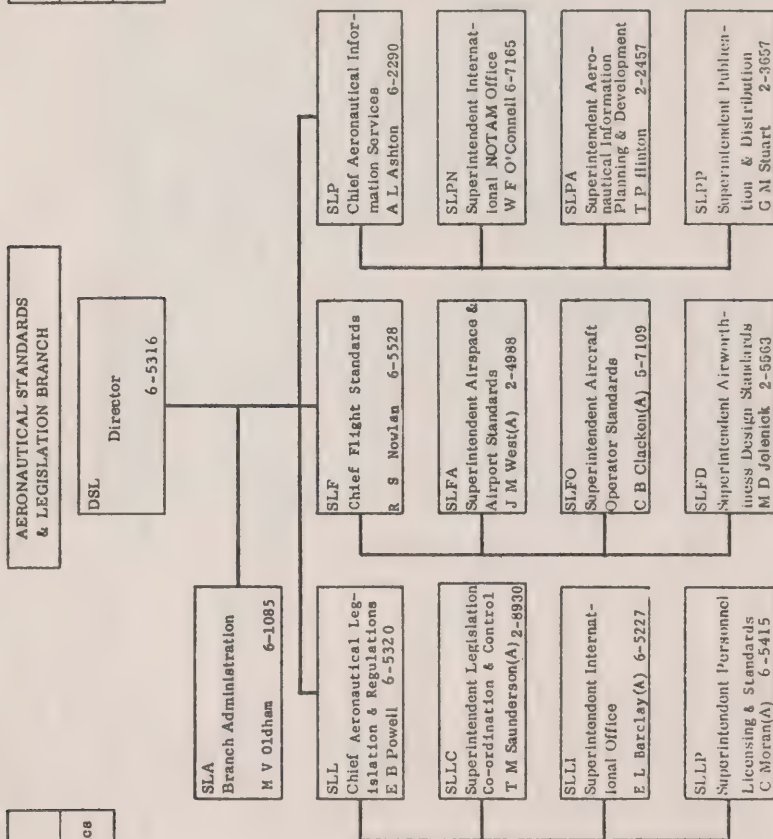 AERONAUTICAL STANDARDS
& LEGISLATION BRANCH
DSL
Director
6-5316
SLA
Branch Administration
M V Oldham 6-1085
SLL
Chief Aeronautical Leg-
islation & Regulations
E B Powell 6-5320
SLLC
Superintendent Legislation
Co-ordination & Control
T M Saunderson(A) 2-8930
SLLI
Superintendent Internat-
ional Office
E L Barclay(A) 6-5227
SLLP
Superintendent Personnel
Licensing & Standards
C Moran(A) 6-5415
SLF
Chief Flight Standards
R S Nowlan 6-5528
SLFA
Superintendent Airspace &
Airport Standards
J M West(A) 2-4988
SLFO
Superintendent Aircraft
Operator Standards
C B Clackon(A) 5-7109
SLFD
Superintendent Airworth-
iness Design Standards
M D Jolenick 2-5563
SLP
Chief Aeronautical Infor-
mation Services
A L Ashton 6-2290
SLPN
Superintendent Internat-
ional NOTAM Office
W F O'Connell 6-7165
SLPA
Superintendent Aero-
nautical Information
Planning & Development
T P Hinton 2-2457
SLPP
Superintendent Publica-
tion & Distribution
G M Stuart 2-3657
cs